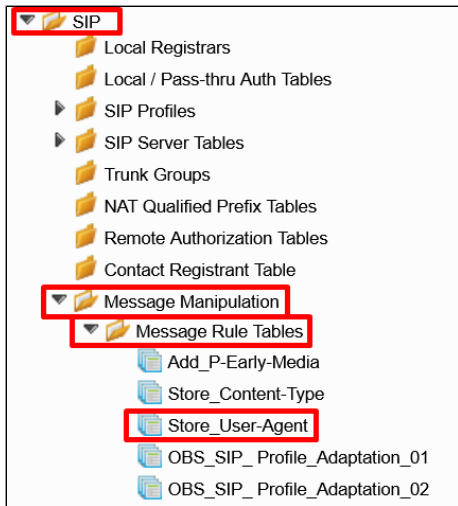 SIP
Local Registrars
Local / Pass-thru Auth Tables
SIP Profiles
SIP Server Tables
Trunk Groups
NAT Qualified Prefix Tables
Remote Authorization Tables
Contact Registrant Table
Message Manipulation
Message Rule Tables
Add_P-Early-Media
Store_Content-Type
Store_User-Agent
OBS_SIP_ Profile_Adaptation_01
OBS_SIP_ Profile_Adaptation_02